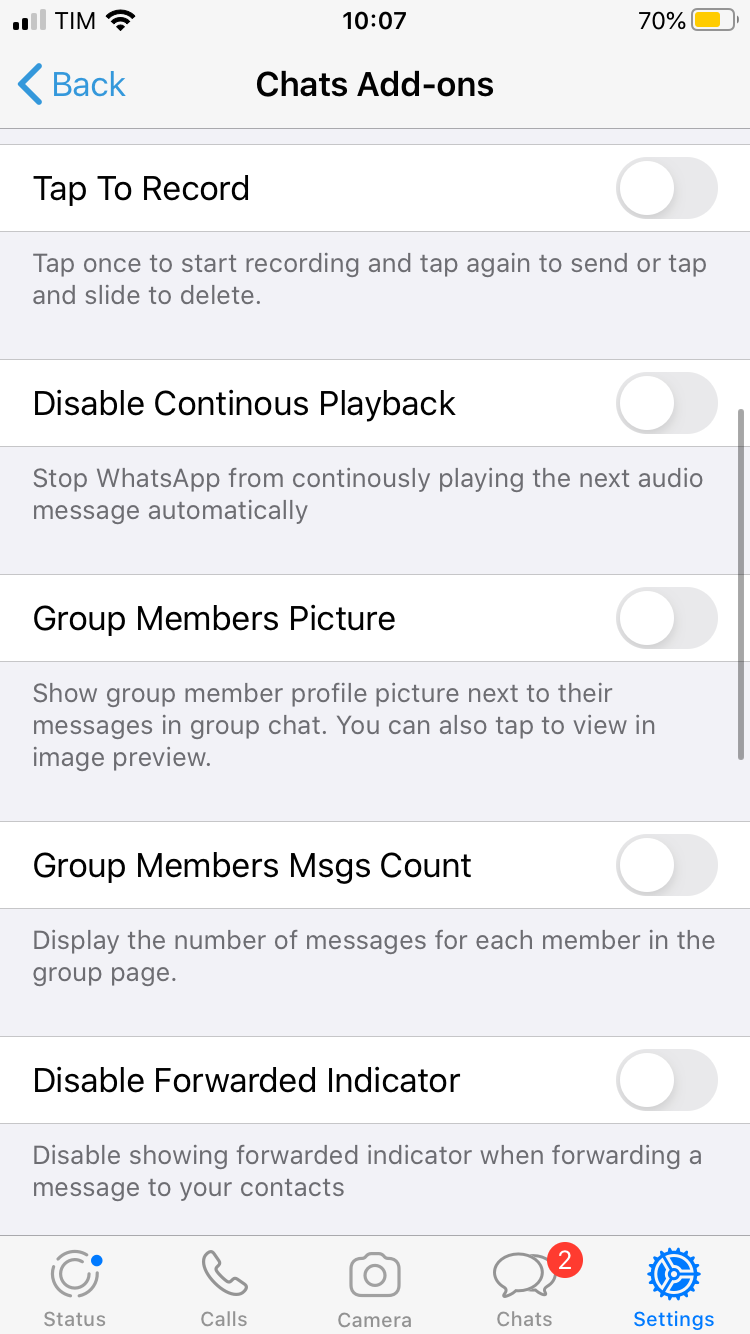 TIM 10:07 70%
Back Chats Add-ons
Tap To Record
Tap once to start recording and tap again to send or tap
and slide to delete.
Disable Continous Playback
Stop WhatsApp from continously playing the next audio
message automatically
Group Members Picture
Show group member profile picture next to their
messages in group chat. You can also tap to view in
image preview.
Group Members Msgs Count
Display the number of messages for each member in the
group page.
Disable Forwarded Indicator
Disable showing forwarded indicator when forwarding a
message to your contacts
2
Status Calls Camera Chats Settings